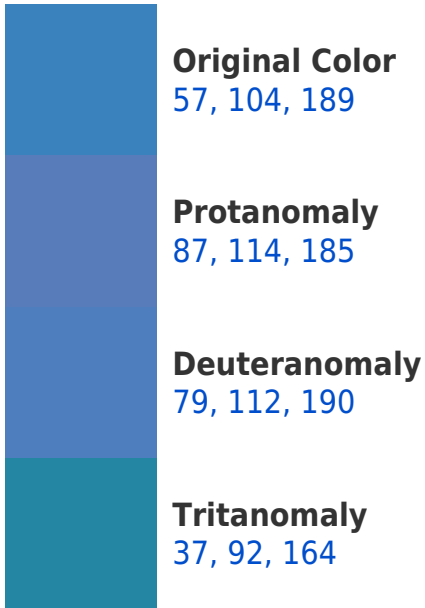 Original Color
57, 104, 189
Protanomaly
87, 114, 185
Deuteranomaly
79, 112, 190
Tritanomaly
37, 92, 164